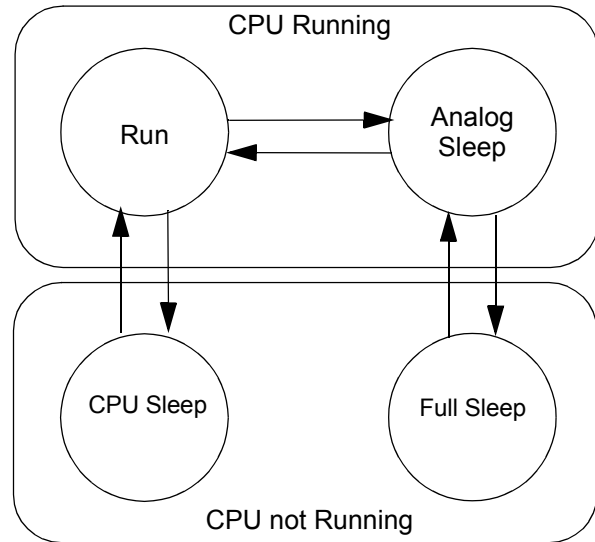 CPU Running
Run
Analog
Sleep
CPU Sleep
Full Sleep
CPU not Running